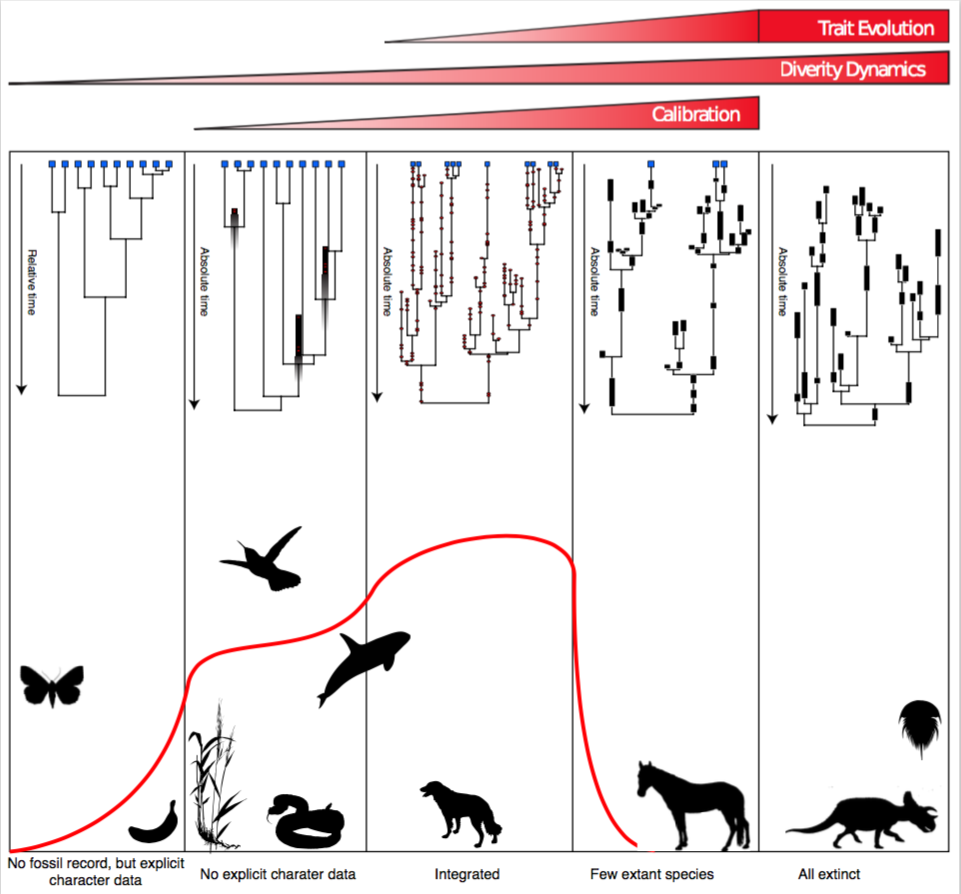 Trait Evolution
Diverity Dynamics
Calibration
Relative time
Absolute time
Absolute time
Absolute time
Absolute time
No fossil record, but explicit
character data
No explicit charater data
Integrated
Few extant species
All extinct